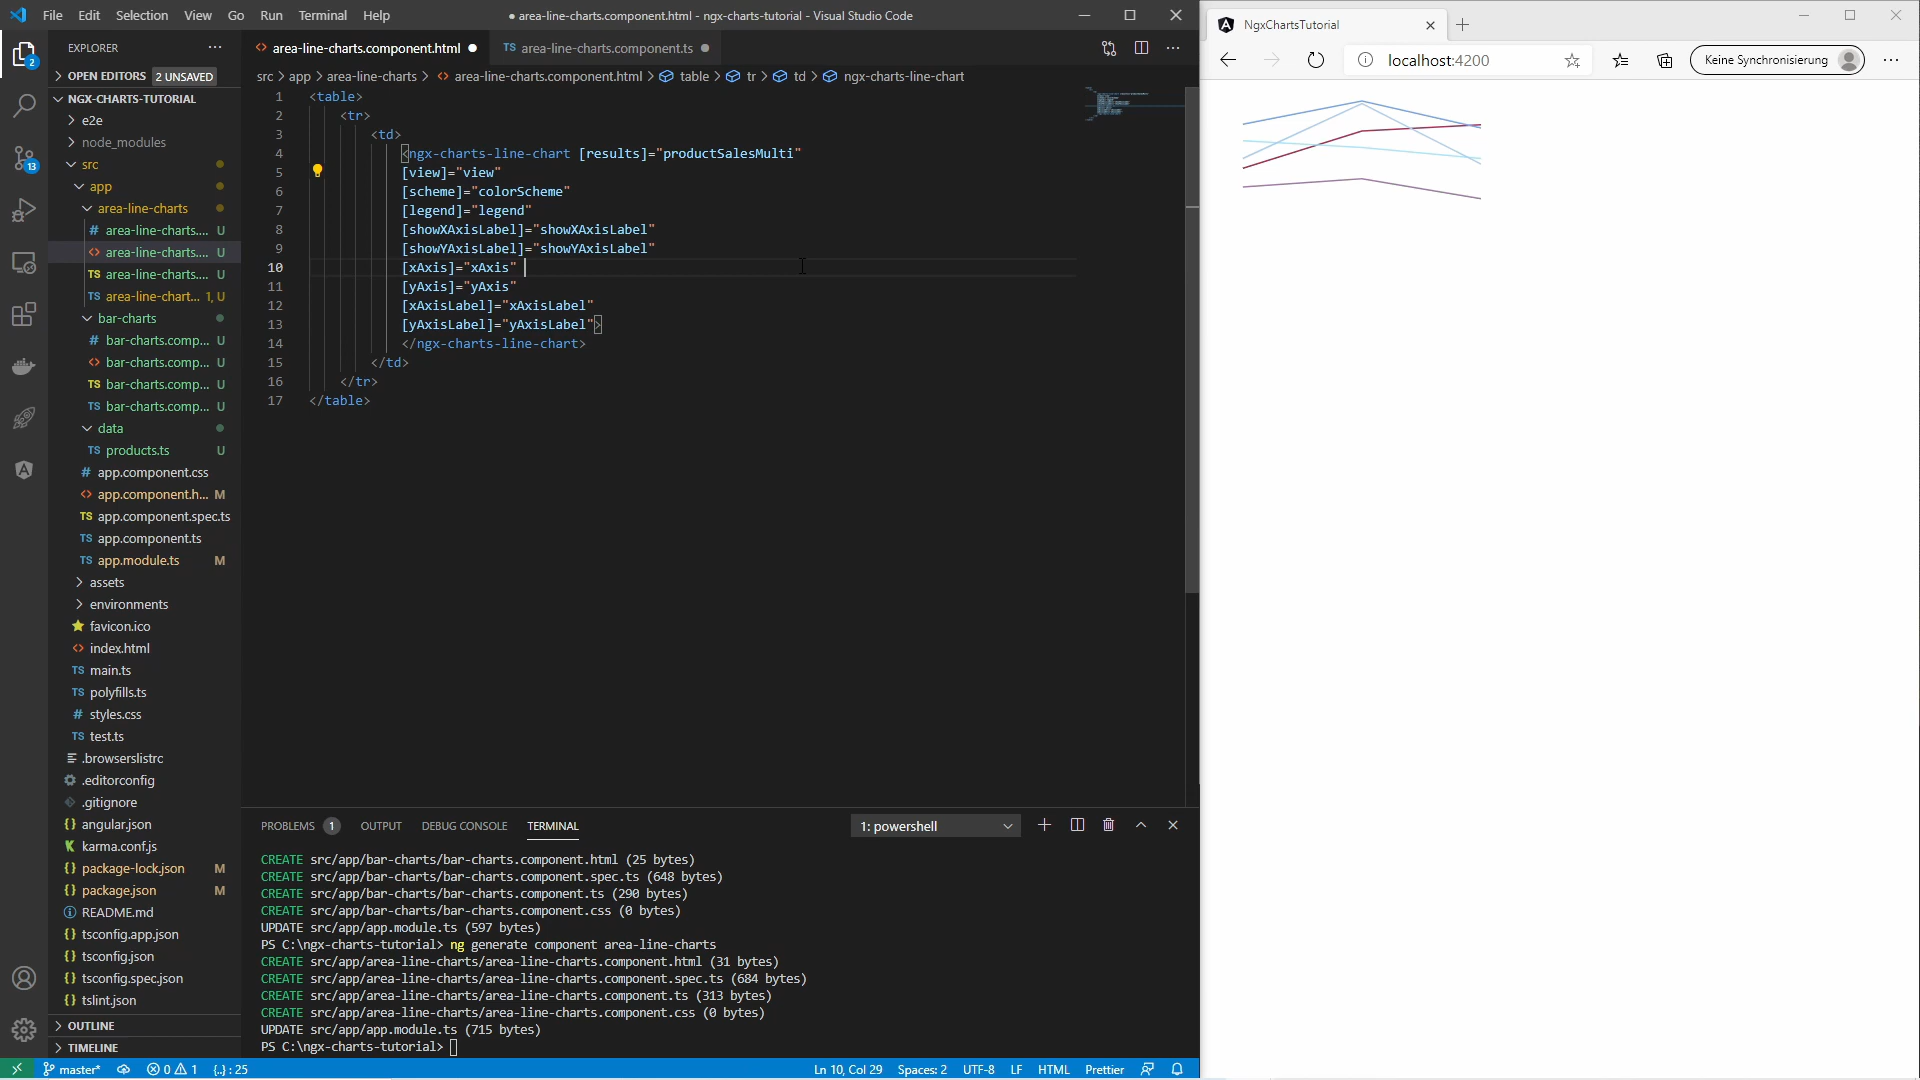 File Edit Selection View Go Run Terminal Help
● area-line-charts.component.html - ngx-charts-tutorial - Visual Studio Code
EXPLORER
OPEN EDITORS 2 UNSAVED
NGX-CHARTS-TUTORIAL
e2e
node_modules
src
app
area-line-charts
# area-line-charts.... U
<> area-line-charts.... U
TS area-line-charts.... U
TS area-line-chart... 1, U
bar-charts
# bar-charts.comp... U
<> bar-charts.comp... U
TS bar-charts.comp... U
TS bar-charts.comp... U
data
TS products.ts U
# app.component.css
<> app.component.h... M
TS app.component.spec.ts
TS app.component.ts
TS app.module.ts M
assets
environments
favicon.ico
<> index.html
TS main.ts
TS polyfills.ts
# styles.css
TS test.ts
.browserslistrc
.editorconfig
.gitignore
{} angular.json
karma.conf.js
{} package-lock.json M
{} package.json M
README.md
{} tsconfig.app.json
{} tsconfig.json
{} tsconfig.spec.json
{} tslint.json
OUTLINE
TIMELINE
2
13
<> area-line-charts.component.html ●
TS area-line-charts.component.ts ●
src > app > area-line-charts > <> area-line-charts.component.html > table > tr > td > ngx-charts-line-chart
1 <table>
2 <tr>
3 <td>
4 <ngx-charts-line-chart [results]="productSalesMulti"
5 [view]="view"
6 [scheme]="colorScheme"
7 [legend]="legend"
8 [showXAxisLabel]="showXAxisLabel"
9 [showYAxisLabel]="showYAxisLabel"
10 [xAxis]="xAxis"
11 [yAxis]="yAxis"
12 [xAxisLabel]="xAxisLabel"
13 [yAxisLabel]="yAxisLabel">
14 </ngx-charts-line-chart>
15 </td>
16 </tr>
17 </table>
PROBLEMS 1 OUTPUT DEBUG CONSOLE TERMINAL
1: powershell
CREATE src/app/bar-charts/bar-charts.component.html (25 bytes)
CREATE src/app/bar-charts/bar-charts.component.spec.ts (648 bytes)
CREATE src/app/bar-charts/bar-charts.component.ts (290 bytes)
CREATE src/app/bar-charts/bar-charts.component.css (0 bytes)
UPDATE src/app/app.module.ts (597 bytes)
PS C:\ngx-charts-tutorial> ng generate component area-line-charts
CREATE src/app/area-line-charts/area-line-charts.component.html (31 bytes)
CREATE src/app/area-line-charts/area-line-charts.component.spec.ts (684 bytes)
CREATE src/app/area-line-charts/area-line-charts.component.ts (313 bytes)
CREATE src/app/area-line-charts/area-line-charts.component.css (0 bytes)
UPDATE src/app/app.module.ts (715 bytes)
PS C:\ngx-charts-tutorial>
master* 0 1 {..} : 25
Ln 10, Col 29 Spaces: 2 UTF-8 LF HTML Prettier
NgxChartsTutorial
localhost:4200
Keine Synchronisierung